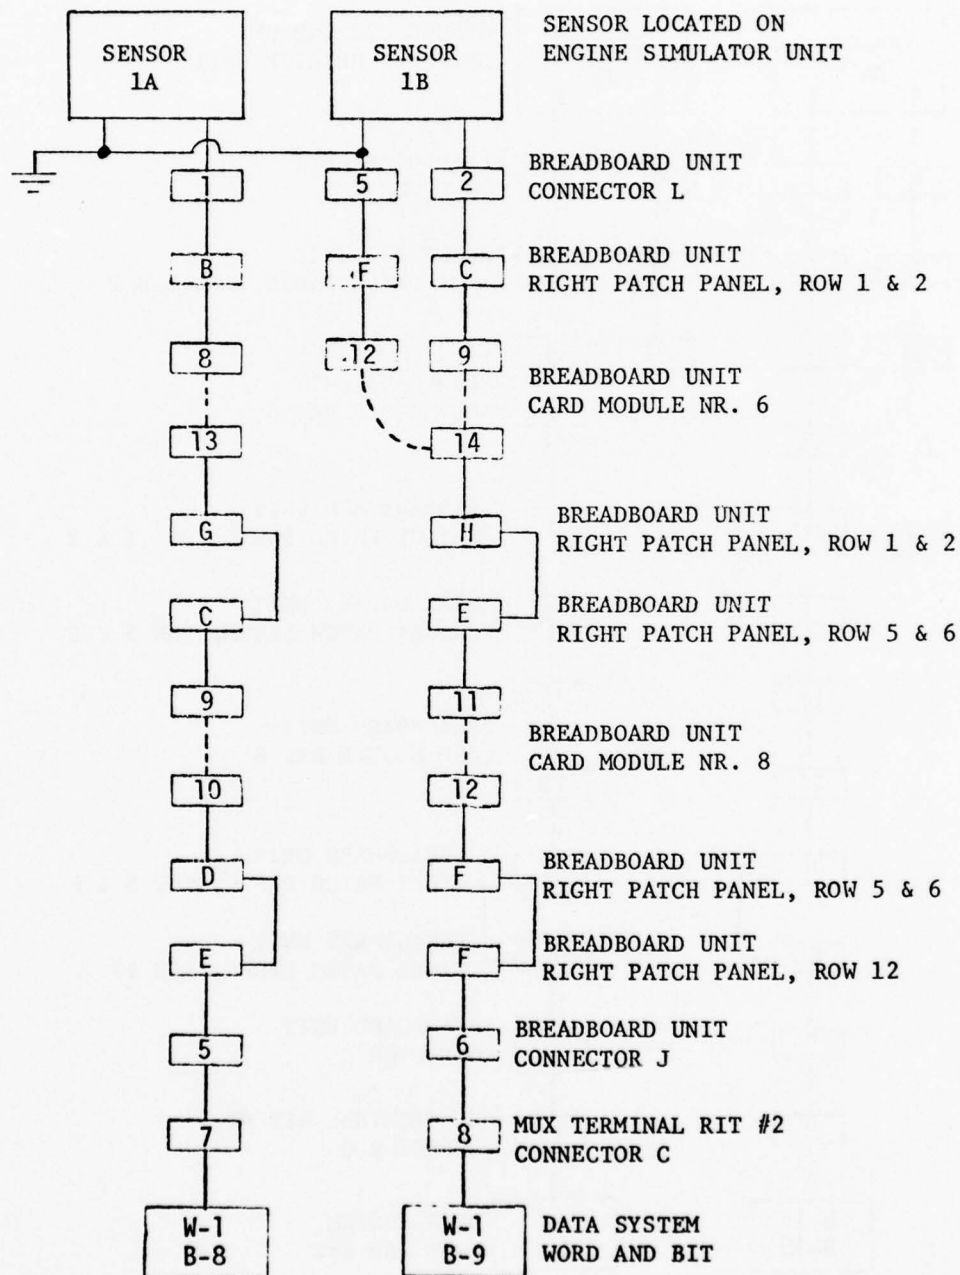 SENSOR
1A
SENSOR
1B
SENSOR LOCATED ON
ENGINE SIMULATOR UNIT
1
5
2
BREADBOARD UNIT
CONNECTOR L
B
F
C
BREADBOARD UNIT
RIGHT PATCH PANEL, ROW 1 & 2
8
12
9
BREADBOARD UNIT
CARD MODULE NR. 6
13
14
G
H
BREADBOARD UNIT
RIGHT PATCH PANEL, ROW 1 & 2
C
E
BREADBOARD UNIT
RIGHT PATCH PANEL, ROW 5 & 6
9
11
BREADBOARD UNIT
CARD MODULE NR. 8
10
12
D
F
BREADBOARD UNIT
RIGHT PATCH PANEL, ROW 5 & 6
E
F
BREADBOARD UNIT
RIGHT PATCH PANEL, ROW 12
5
6
BREADBOARD UNIT
CONNECTOR J
7
8
MUX TERMINAL RIT #2
CONNECTOR C
W-1
B-8
W-1
B-9
DATA SYSTEM
WORD AND BIT